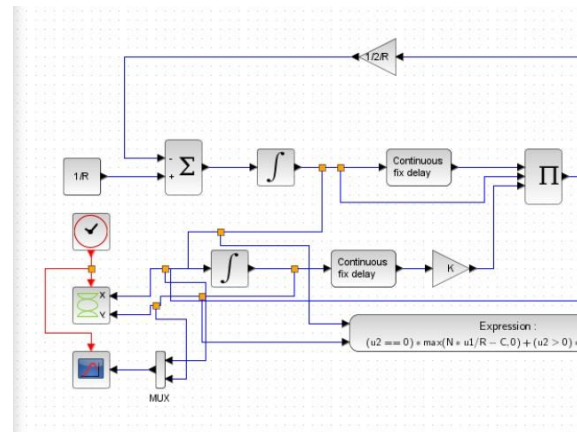 1/2/R
-
Σ
+
1/R
∫
Continuous
fix delay
Π
∫
Continuous
fix delay
K
X
Y
Expression :
(u2 == 0) * max(N * u1/R − C, 0) + (u2 > 0) *
MUX